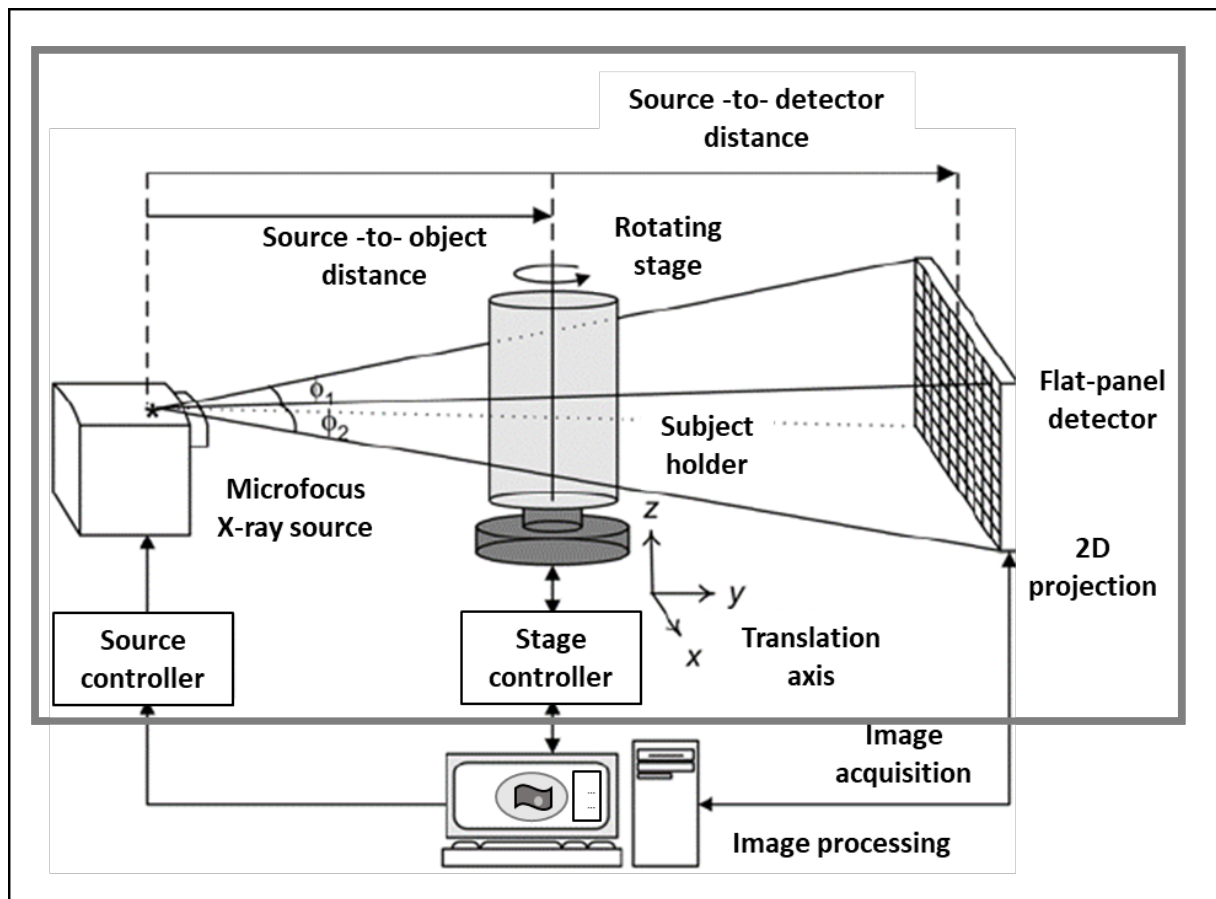 Source -to- detector
distance
Source -to- object
distance
Rotating
stage
ϕ1
ϕ2
Flat-panel
detector
Subject
holder
Microfocus
X-ray source
z
y
x
2D
projection
Source
controller
Stage
controller
Translation
axis
Image
acquisition
Image processing